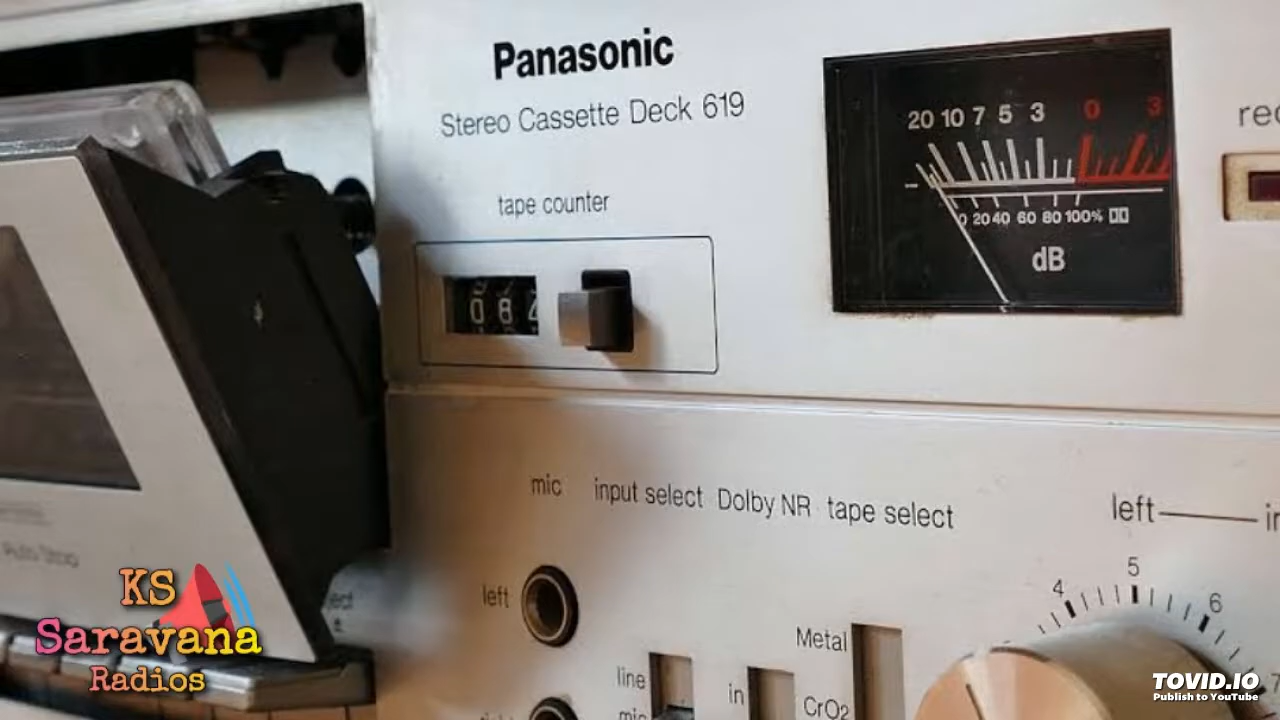 Panasonic
Stereo Cassette Deck 619
tape counter
20 10 7 5 3 0 3
0 20 40 60 80 100%
dB
rec
mic input select Dolby NR tape select
left
4 5 6 7
left
Metal
line
in
CrO2
mic
KS
Saravana
Radios
TOVID.IO
Publish to YouTube